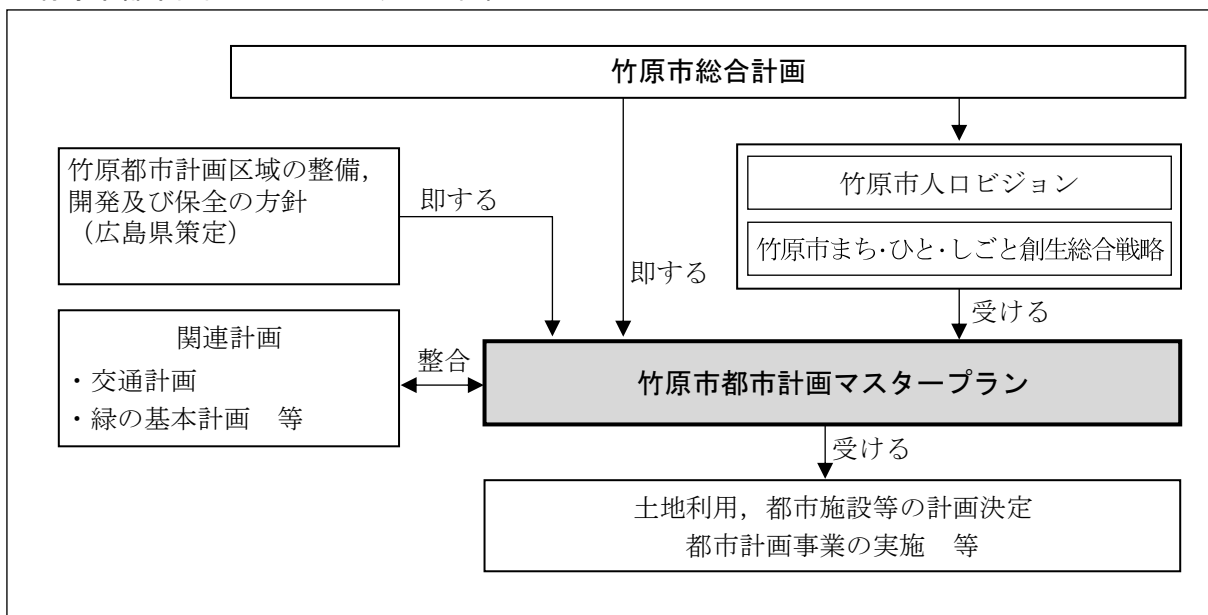 竹原市総合計画
竹原都市計画区域の整備,
開発及び保全の方針
（広島県策定）
即する
即する
竹原市人口ビジョン
竹原市まち・ひと・しごと創生総合戦略
受ける
関連計画
・交通計画
・緑の基本計画　等
整合
竹原市都市計画マスタープラン
受ける
土地利用，都市施設等の計画決定
都市計画事業の実施　等